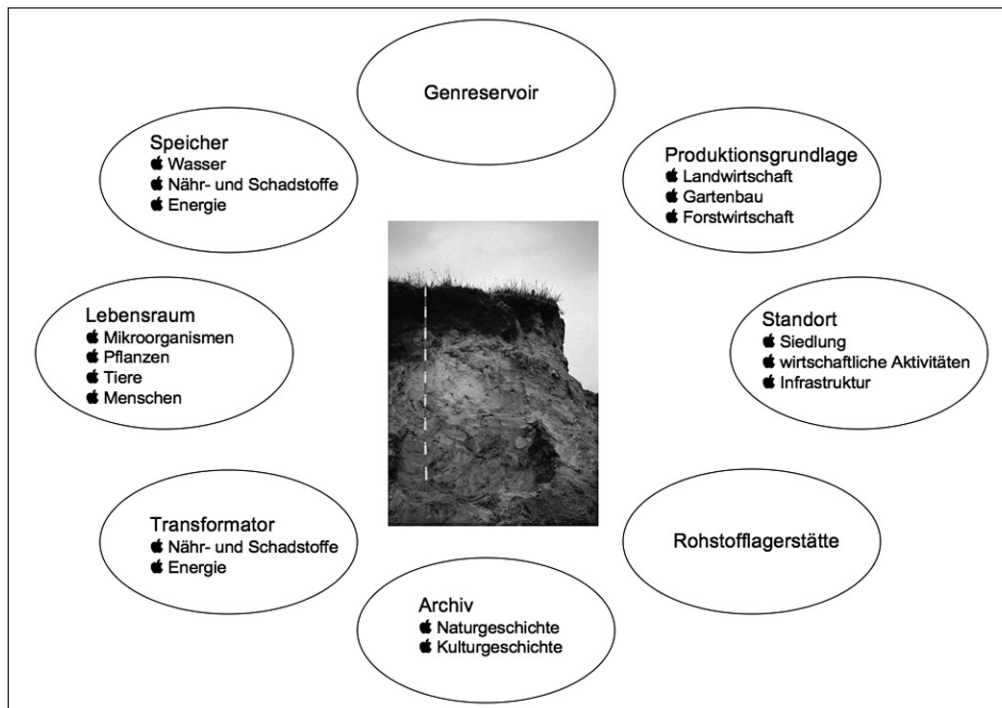 Genreservoir
Speicher
Wasser
Nähr- und Schadstoffe
Energie
Produktionsgrundlage
Landwirtschaft
Gartenbau
Forstwirtschaft
Lebensraum
Mikroorganismen
Pflanzen
Tiere
Menschen
Standort
Siedlung
wirtschaftliche Aktivitäten
Infrastruktur
Transformator
Nähr- und Schadstoffe
Energie
Rohstofflagerstätte
Archiv
Naturgeschichte
Kulturgeschichte